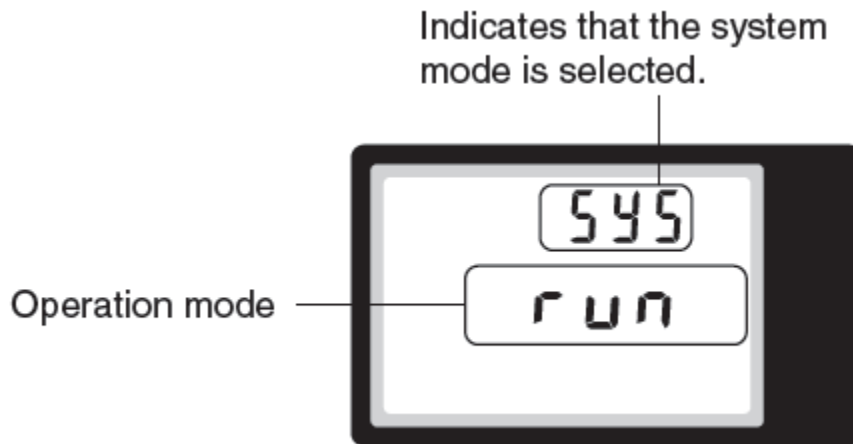 Indicates that the system
mode is selected.
SYS
Operation mode
run